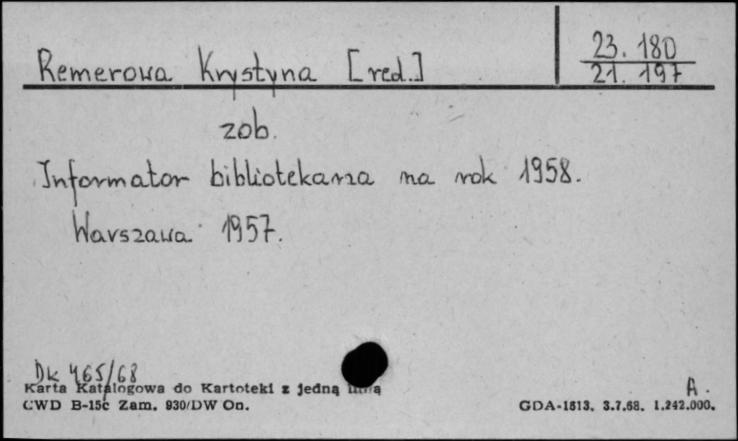 Remerowa Krystyna [red.]
23.180
21.197
zob.
Informator bibliotekarza na rok 1958.
Warszawa 1957.
Dk 465/68
Karta Katalogowa do Kartoteki z jedną
A.
CWD B-15c Zam. 930/DW On.
GDA-1613. 3.7.68. 1.242.000.